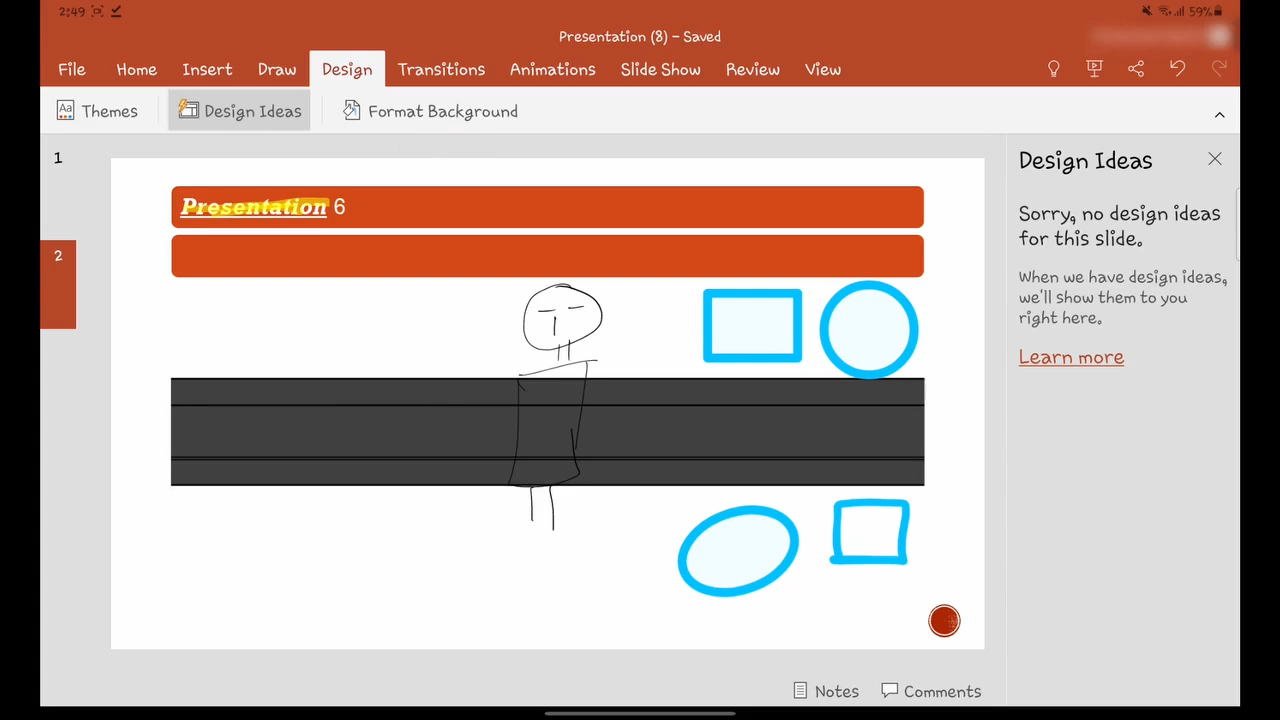 2:49
59%
Presentation (8) – Saved
File Home Insert Draw Design Transitions Animations Slide Show Review View
Themes Design Ideas Format Background
1
2
Presentation 6
Design Ideas
Sorry, no design ideas
for this slide.
When we have design ideas,
we'll show them to you
right here.
Learn more
Notes Comments